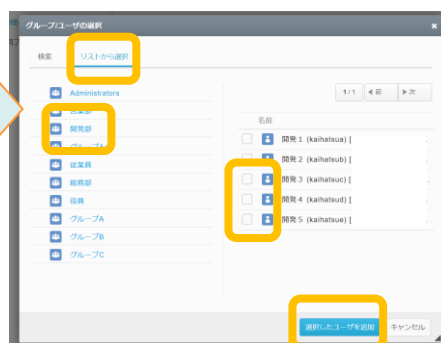 グループ/ユーザの選択
検索
リストから選択
Administrators
1/1
◀前
▶次
名前
営業部
開発部
開発 1 (kaihatsua) [
開発 2 (kaihatsub) [
従業員
開発 3 (kaihatsuc) [
総務部
役員
開発 4 (kaihatsud) [
グループA
開発 5 (kaihatsue) [
グループB
グループC
選択したユーザを追加
キャンセル